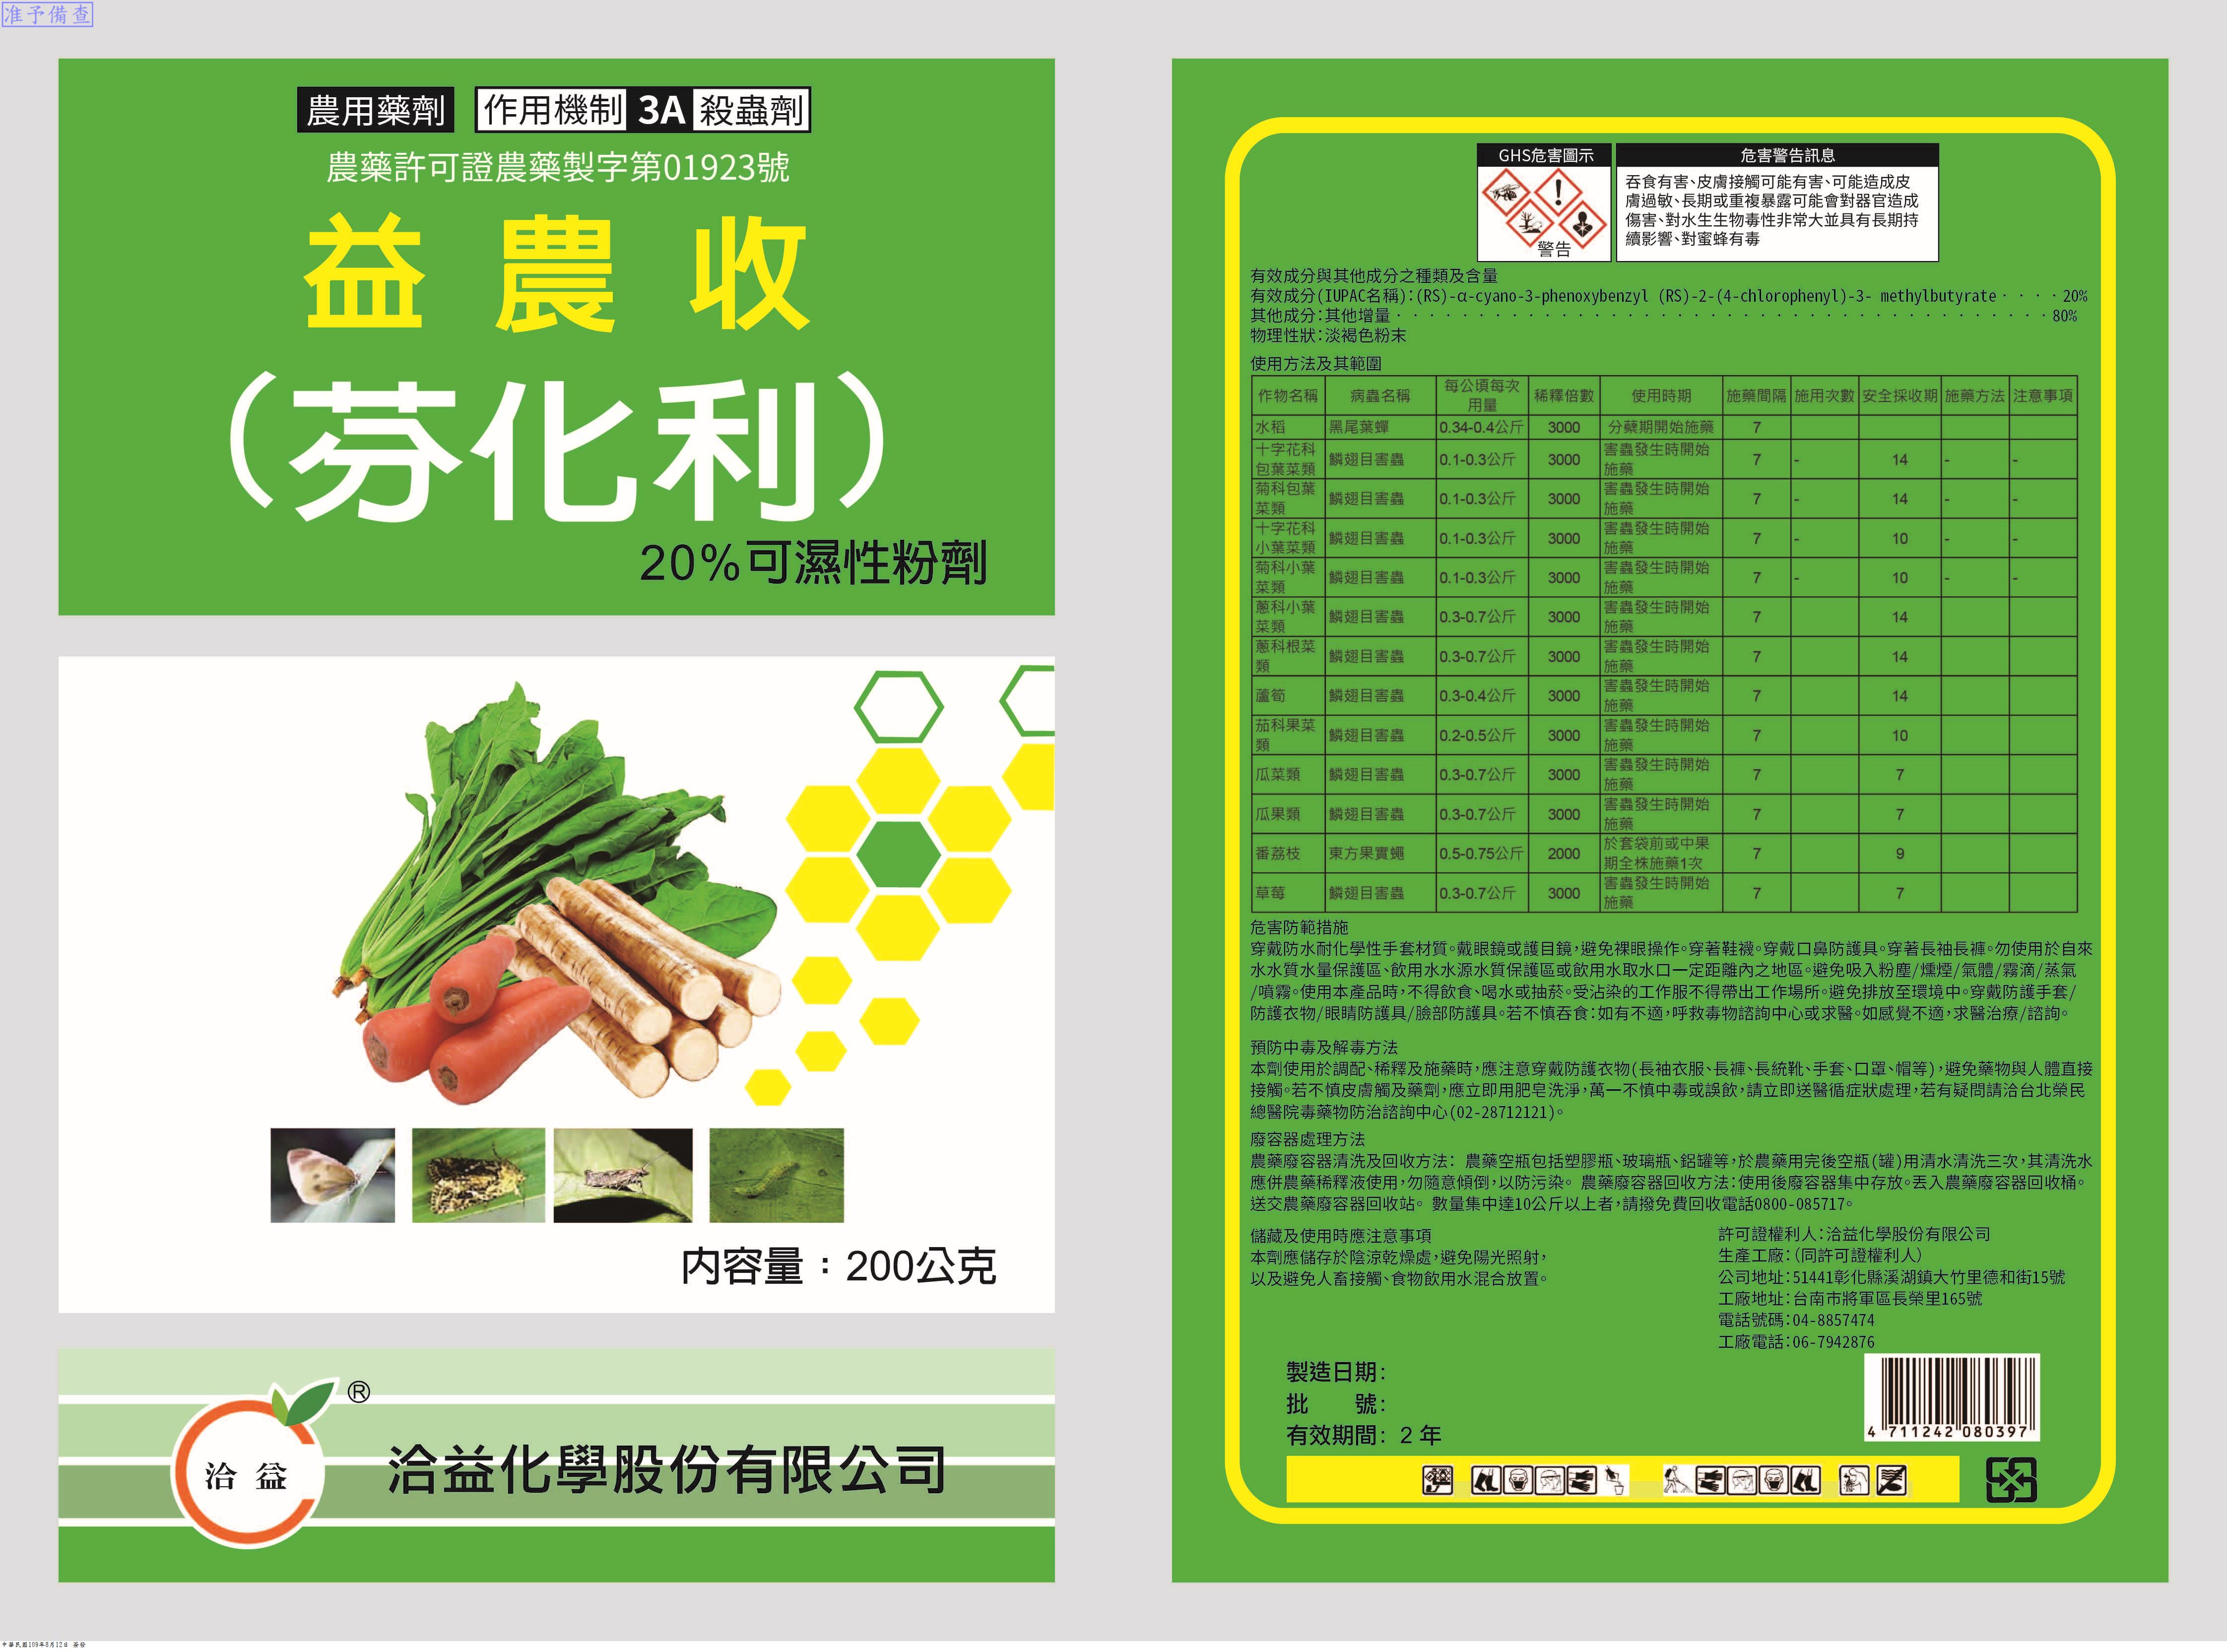 准予備查
農用藥劑 作用機制 3A 殺蟲劑
農藥許可證農藥製字第01923號
益農收
(芬化利)
20%可濕性粉劑
內容量：200公克
®
洽益 洽益化學股份有限公司
GHS危害圖示 危害警告訊息
警告
吞食有害、皮膚接觸可能有害、可能造成皮
膚過敏、長期或重複暴露可能會對器官造成
傷害、對水生生物毒性非常大並具有長期持
續影響、對蜜蜂有毒
有效成分與其他成分之種類及含量
有效成分(IUPAC名稱):(RS)-α-cyano-3-phenoxybenzyl (RS)-2-(4-chlorophenyl)-3- methylbutyrate····20%
其他成分:其他增量········································80%
物理性狀:淡褐色粉末
使用方法及其範圍
作物名稱 病蟲名稱 每公頃每次用量 稀釋倍數 使用時期 施藥間隔 施用次數 安全採收期 施藥方法 注意事項
水稻 黑尾葉蟬 0.34-0.4公斤 3000 分蘗期開始施藥 7
十字花科包葉菜類 鱗翅目害蟲 0.1-0.3公斤 3000 害蟲發生時開始施藥 7 - 14 - -
菊科包葉菜類 鱗翅目害蟲 0.1-0.3公斤 3000 害蟲發生時開始施藥 7 - 14 - -
十字花科小葉菜類 鱗翅目害蟲 0.1-0.3公斤 3000 害蟲發生時開始施藥 7 - 10 - -
菊科小葉菜類 鱗翅目害蟲 0.1-0.3公斤 3000 害蟲發生時開始施藥 7 - 10 - -
蔥科小葉菜類 鱗翅目害蟲 0.3-0.7公斤 3000 害蟲發生時開始施藥 7 14
蔥科根菜類 鱗翅目害蟲 0.3-0.7公斤 3000 害蟲發生時開始施藥 7 14
蘆筍 鱗翅目害蟲 0.3-0.4公斤 3000 害蟲發生時開始施藥 7 14
茄科果菜類 鱗翅目害蟲 0.2-0.5公斤 3000 害蟲發生時開始施藥 7 10
瓜菜類 鱗翅目害蟲 0.3-0.7公斤 3000 害蟲發生時開始施藥 7 7
瓜果類 鱗翅目害蟲 0.3-0.7公斤 3000 害蟲發生時開始施藥 7 7
番荔枝 東方果實蠅 0.5-0.75公斤 2000 於套袋前或中果期全株施藥1次 7 9
草莓 鱗翅目害蟲 0.3-0.7公斤 3000 害蟲發生時開始施藥 7 7
危害防範措施
穿戴防水耐化學性手套材質。戴眼鏡或護目鏡,避免裸眼操作。穿著鞋襪。穿戴口鼻防護具。穿著長袖長褲。勿使用於自來
水水質水量保護區、飲用水水源水質保護區或飲用水取水口一定距離內之地區。避免吸入粉塵/燻煙/氣體/霧滴/蒸氣
/噴霧。使用本產品時,不得飲食、喝水或抽菸。受沾染的工作服不得帶出工作場所。避免排放至環境中。穿戴防護手套/
防護衣物/眼睛防護具/臉部防護具。若不慎吞食:如有不適,呼救毒物諮詢中心或求醫。如感覺不適,求醫治療/諮詢。
預防中毒及解毒方法
本劑使用於調配、稀釋及施藥時,應注意穿戴防護衣物(長袖衣服、長褲、長統靴、手套、口罩、帽等),避免藥物與人體直接
接觸。若不慎皮膚觸及藥劑,應立即用肥皂洗淨,萬一不慎中毒或誤飲,請立即送醫循症狀處理,若有疑問請洽台北榮民
總醫院毒藥物防治諮詢中心(02-28712121)。
廢容器處理方法
農藥廢容器清洗及回收方法: 農藥空瓶包括塑膠瓶、玻璃瓶、鋁罐等,於農藥用完後空瓶(罐)用清水清洗三次,其清洗水
應併農藥稀釋液使用,勿隨意傾倒,以防污染。 農藥廢容器回收方法:使用後廢容器集中存放。丟入農藥廢容器回收桶。
送交農藥廢容器回收站。 數量集中達10公斤以上者,請撥免費回收電話0800-085717。
儲藏及使用時應注意事項
本劑應儲存於陰涼乾燥處,避免陽光照射,
以及避免人畜接觸、食物飲用水混合放置。
許可證權利人:洽益化學股份有限公司
生產工廠:(同許可證權利人)
公司地址:51441彰化縣溪湖鎮大竹里德和街15號
工廠地址:台南市將軍區長榮里165號
電話號碼:04-8857474
工廠電話:06-7942876
製造日期:
批 號:
有效期間: 2 年
4 711242 080397
中華民國109年8月12日 簽發